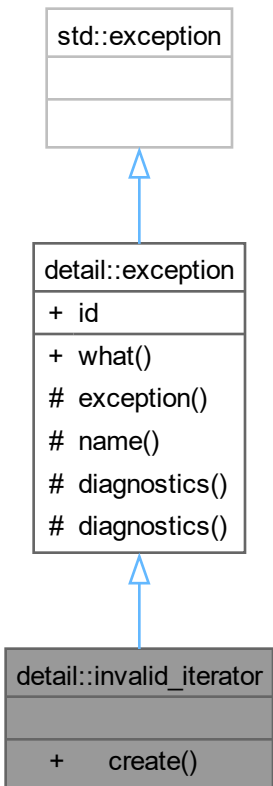 std::exception
detail::exception
+ id
+ what()
# exception()
# name()
# diagnostics()
# diagnostics()
detail::invalid_iterator
+ create()